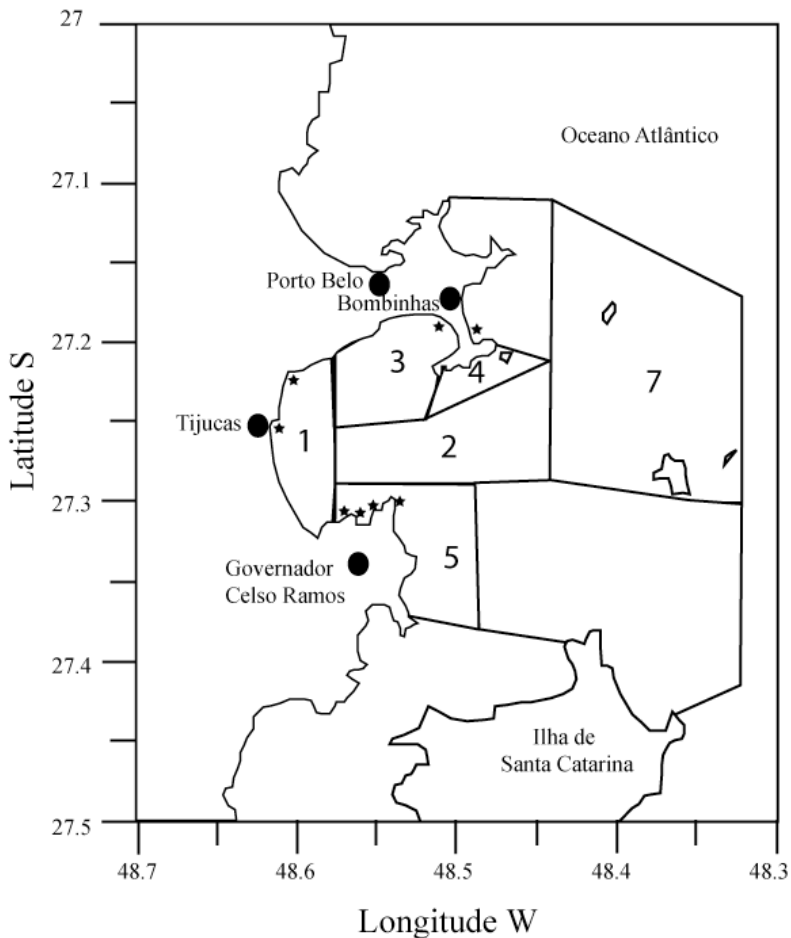 27
Oceano Atlântico
27.1
Porto Belo
Bombinhas
27.2
3
4
7
Tijucas
1
2
Latitude S
27.3
5
Governador
Celso Ramos
27.4
Ilha de
Santa Catarina
27.5
48.7
48.6
48.5
48.4
48.3
Longitude W